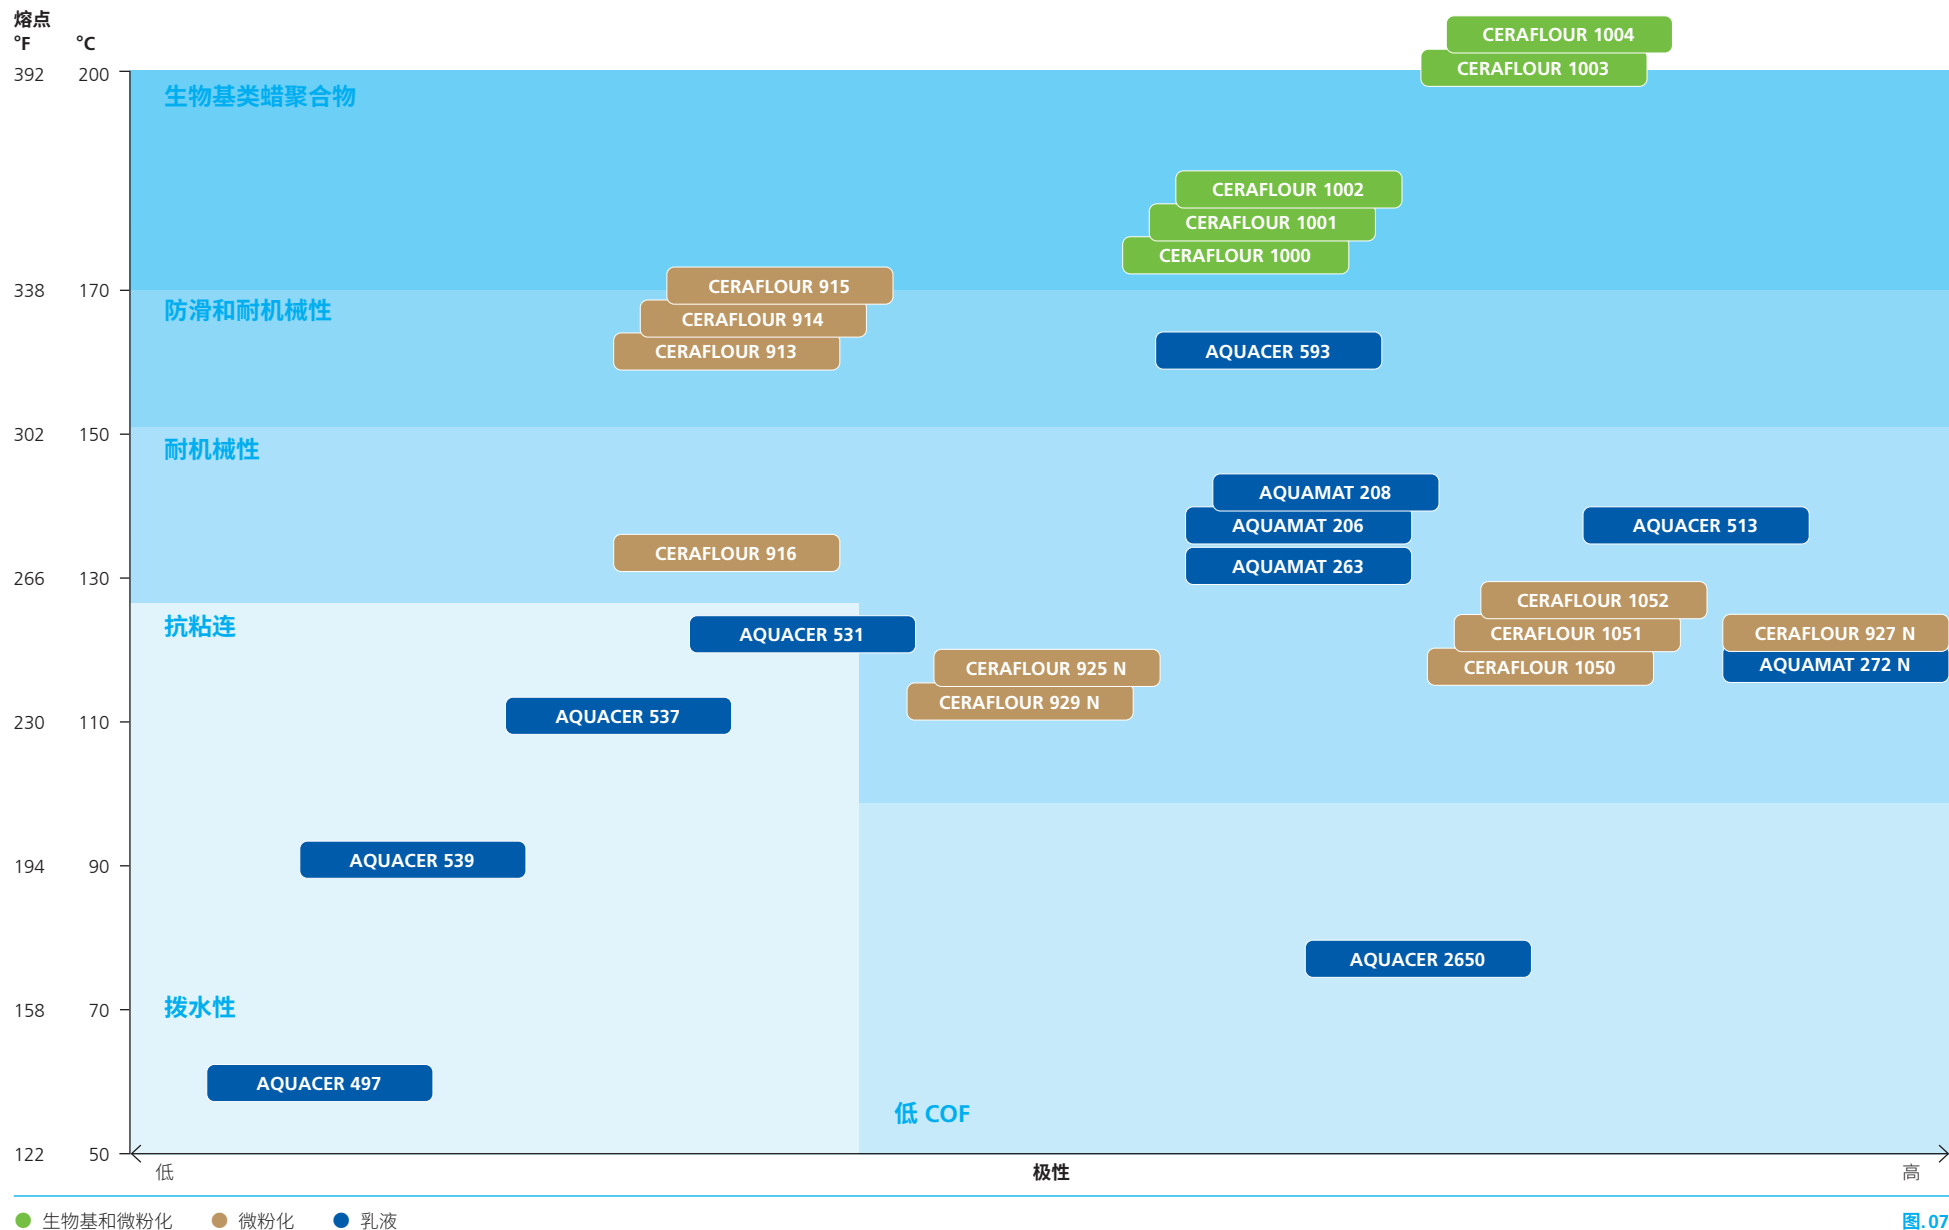 熔点
°F °C
CERAFLOUR 1004
CERAFLOUR 1003
392 200
生物基类蜡聚合物
CERAFLOUR 1002
CERAFLOUR 1001
CERAFLOUR 1000
338 170
CERAFLOUR 915
防滑和耐机械性
CERAFLOUR 914
CERAFLOUR 913
AQUACER 593
302 150
耐机械性
AQUAMAT 208
AQUAMAT 206
AQUACER 513
CERAFLOUR 916
AQUAMAT 263
266 130
CERAFLOUR 1052
抗粘连
AQUACER 531
CERAFLOUR 1051
CERAFLOUR 927 N
CERAFLOUR 925 N
CERAFLOUR 1050
AQUAMAT 272 N
CERAFLOUR 929 N
AQUACER 537
230 110
AQUACER 539
194 90
AQUACER 2650
158 70
拨水性
AQUACER 497
低 COF
122 50
低 极性 高
生物基和微粉化 微粉化 乳液
图.07